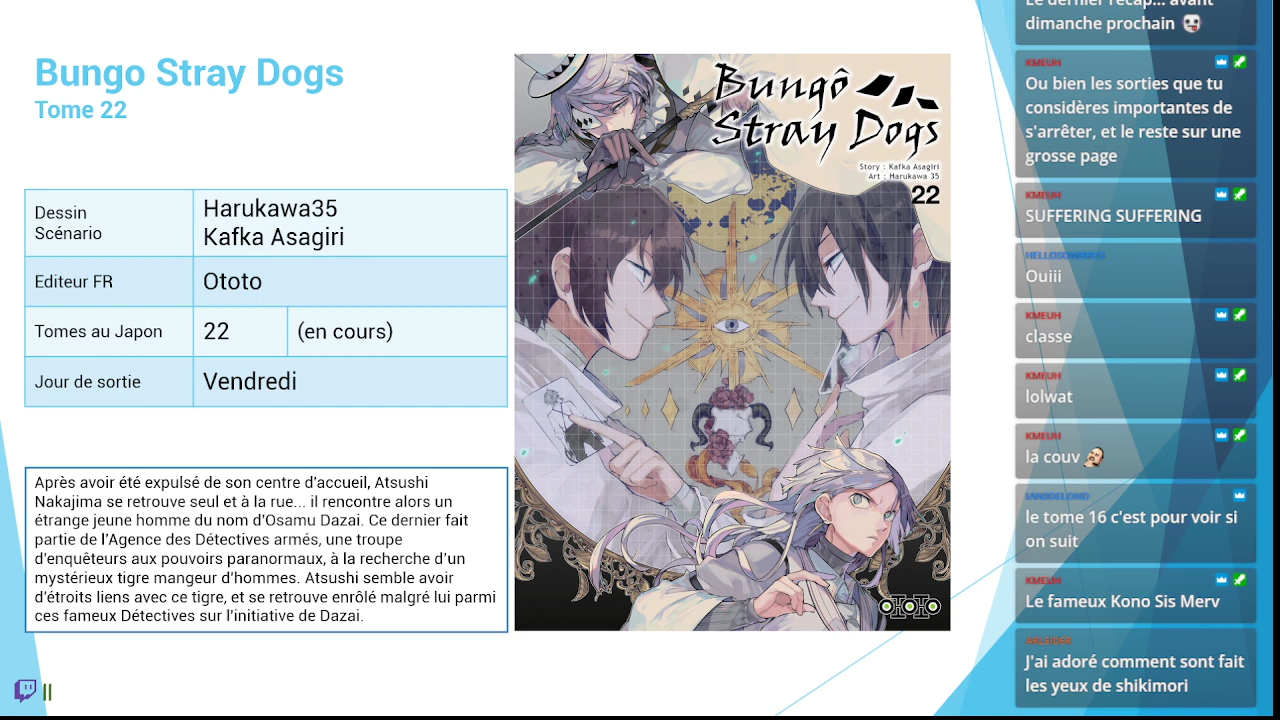 Bungo Stray Dogs
Tome 22
Dessin
Scénario
Harukawa35
Kafka Asagiri
Editeur FR
Ototo
Tomes au Japon
22
(en cours)
Jour de sortie
Vendredi
Après avoir été expulsé de son centre d'accueil, Atsushi
Nakajima se retrouve seul et à la rue... il rencontre alors un
étrange jeune homme du nom d'Osamu Dazai. Ce dernier fait
partie de l'Agence des Détectives armés, une troupe
d'enquêteurs aux pouvoirs paranormaux, à la recherche d'un
mystérieux tigre mangeur d'hommes. Atsushi semble avoir
d'étroits liens avec ce tigre, et se retrouve enrôlé malgré lui parmi
ces fameux Détectives sur l'initiative de Dazai.
Bungô
Stray Dogs
Story : Kafka Asagiri
Art : Harukawa 35
22
OTOTO
Le dernier récap... avant
dimanche prochain
KMEUH
Ou bien les sorties que tu
considères importantes de
s'arrêter, et le reste sur une
grosse page
KMEUH
SUFFERING SUFFERING
Ouiii
KMEUH
classe
KMEUH
lolwat
KMEUH
la couv
le tome 16 c'est pour voir si
on suit
KMEUH
Le fameux Kono Sis Merv
J'ai adoré comment sont fait
les yeux de shikimori